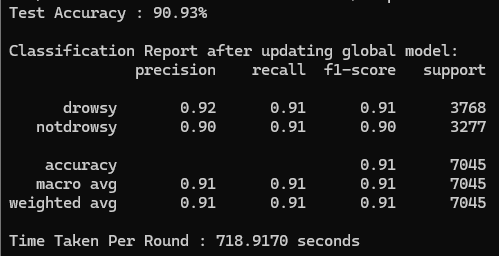 Test Accuracy : 90.93%
Classification Report after updating global model:
precision recall f1-score support
drowsy 0.92 0.91 0.91 3768
notdrowsy 0.90 0.91 0.90 3277
accuracy 0.91 7045
macro avg 0.91 0.91 0.91 7045
weighted avg 0.91 0.91 0.91 7045
Time Taken Per Round : 718.9170 seconds